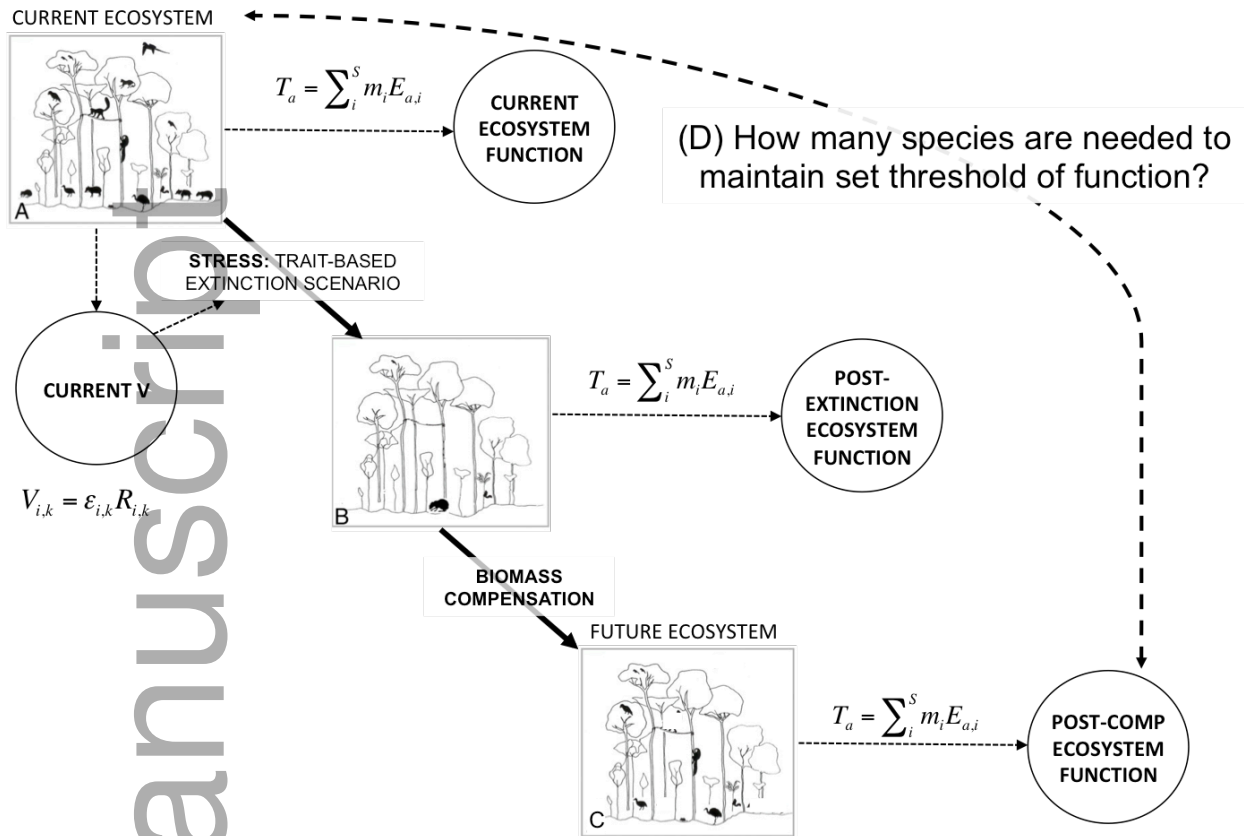 CURRENT ECOSYSTEM
A
T_a = ∑_i^S m_i E_{a,i}
CURRENT
ECOSYSTEM
FUNCTION
(D) How many species are needed to
maintain set threshold of function?
STRESS: TRAIT-BASED
EXTINCTION SCENARIO
CURRENT V
V_{i,k} = ε_{i,k} R_{i,k}
B
T_a = ∑_i^S m_i E_{a,i}
POST-
EXTINCTION
ECOSYSTEM
FUNCTION
BIOMASS
COMPENSATION
FUTURE ECOSYSTEM
C
T_a = ∑_i^S m_i E_{a,i}
POST-COMP
ECOSYSTEM
FUNCTION
anuscript